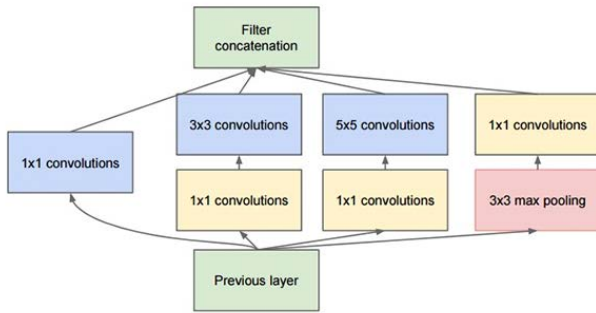 Filter
concatenation
3x3 convolutions
5x5 convolutions
1x1 convolutions
1x1 convolutions
1x1 convolutions
1x1 convolutions
3x3 max pooling
Previous layer